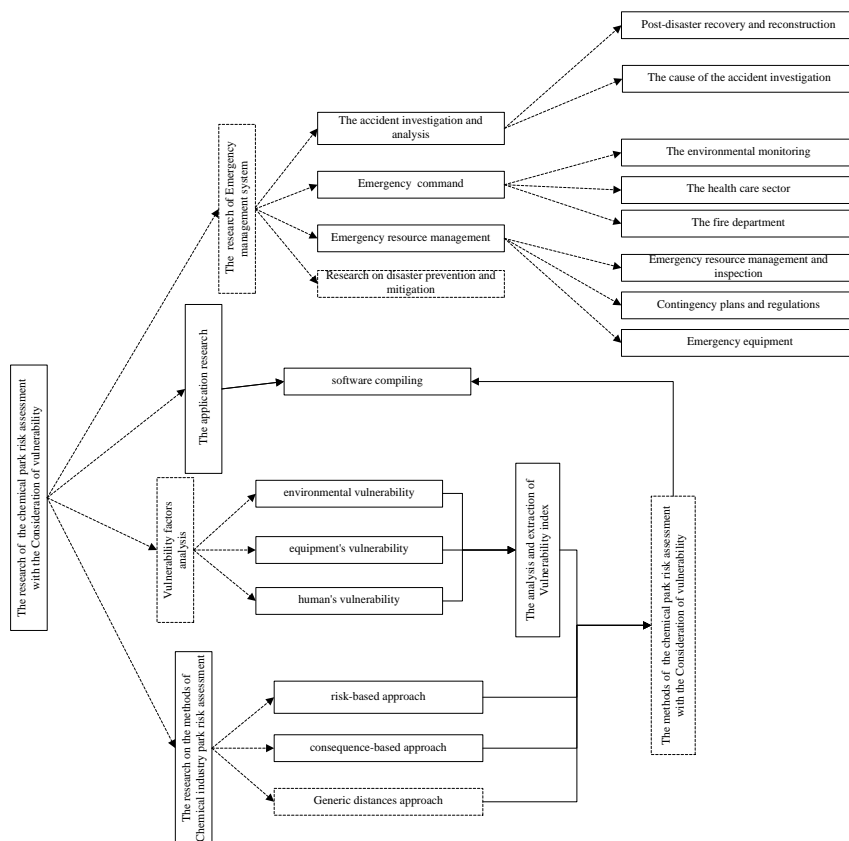 Post-disaster recovery and reconstruction
The cause of the accident investigation
The accident investigation and
analysis
The environmental monitoring
Emergency command
The health care sector
The fire department
The research of Emergency
management system
Emergency resource management
Emergency resource management and
inspection
Research on disaster prevention and
mitigation
Contingency plans and regulations
Emergency equipment
The application research
software compiling
The research of the chemical park risk assessment
with the Consideration of vulnerability
Vulnerability factors
analysis
environmental vulnerability
equipment's vulnerability
human's vulnerability
The analysis and extraction of
Vulnerability index
The methods of the chemical park risk assessment
with the Consideration of vulnerability
The research on the methods of
Chemical industry park risk assessment
risk-based approach
consequence-based approach
Generic distances approach